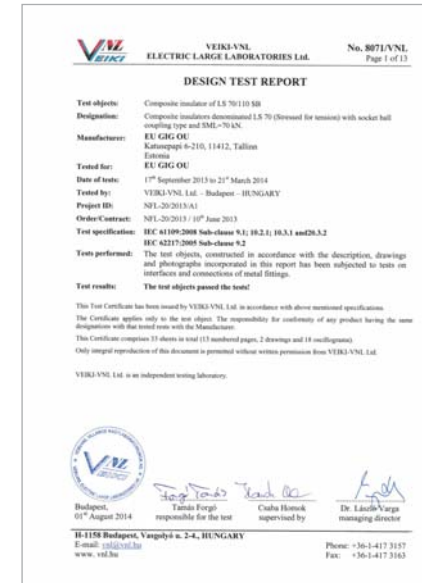 VNL
VEIKI
VEIKI-VNL
ELECTRIC LARGE LABORATORIES Ltd.
No. 8071/VNL
Page 1 of 13
DESIGN TEST REPORT
Test objects: Composite insulator of LS 70/110 SB
Designation: Composite insulators denominated LS 70 (Stressed for tension) with socket ball
coupling type and SML=70 kN.
Manufacturer: EU GIG OU
Katusepapi 6-210, 11412, Tallinn
Estonia
Tested for: EU GIG OU
Date of tests: 17th September 2013 to 21st March 2014
Tested by: VEIKI-VNL Ltd. – Budapest – HUNGARY
Project ID: NFL-20/2013/A1
Order/Contract: NFL-20/2013 / 10th June 2013
Test specification: IEC 61109:2008 Sub-clause 9.1; 10.2.1; 10.3.1 and20.3.2
IEC 62217:2005 Sub-clause 9.2
Tests performed: The test objects, constructed in accordance with the description, drawings
and photographs incorporated in this report has been subjected to tests on
interfaces and connections of metal fittings.
Test results: The test objects passed the tests!
This Test Certificate has been issued by VEIKI-VNL Ltd. in accordance with above mentioned specifications.
The Certificate applies only to the test object. The responsibility for conformity of any product having the same
designations with that tested rests with the Manufacturer.
This Certificate comprises 33 sheets in total (13 numbered pages, 2 drawings and 18 oscillograms).
Only integral reproduction of this document is permitted without written permission from VEIKI-VNL Ltd.
VEIKI-VNL Ltd. is an independent testing laboratory.
VNL
VEIKI
Budapest,
01st August 2014
Tamás Forgó
responsible for the test
Csaba Homok
supervised by
Dr. László Varga
managing director
H-1158 Budapest, Vasgolyó u. 2-4., HUNGARY
E-mail: vnl@vnl.hu
www. vnl.hu
Phone: +36-1-417 3157
Fax: +36-1-417 3163